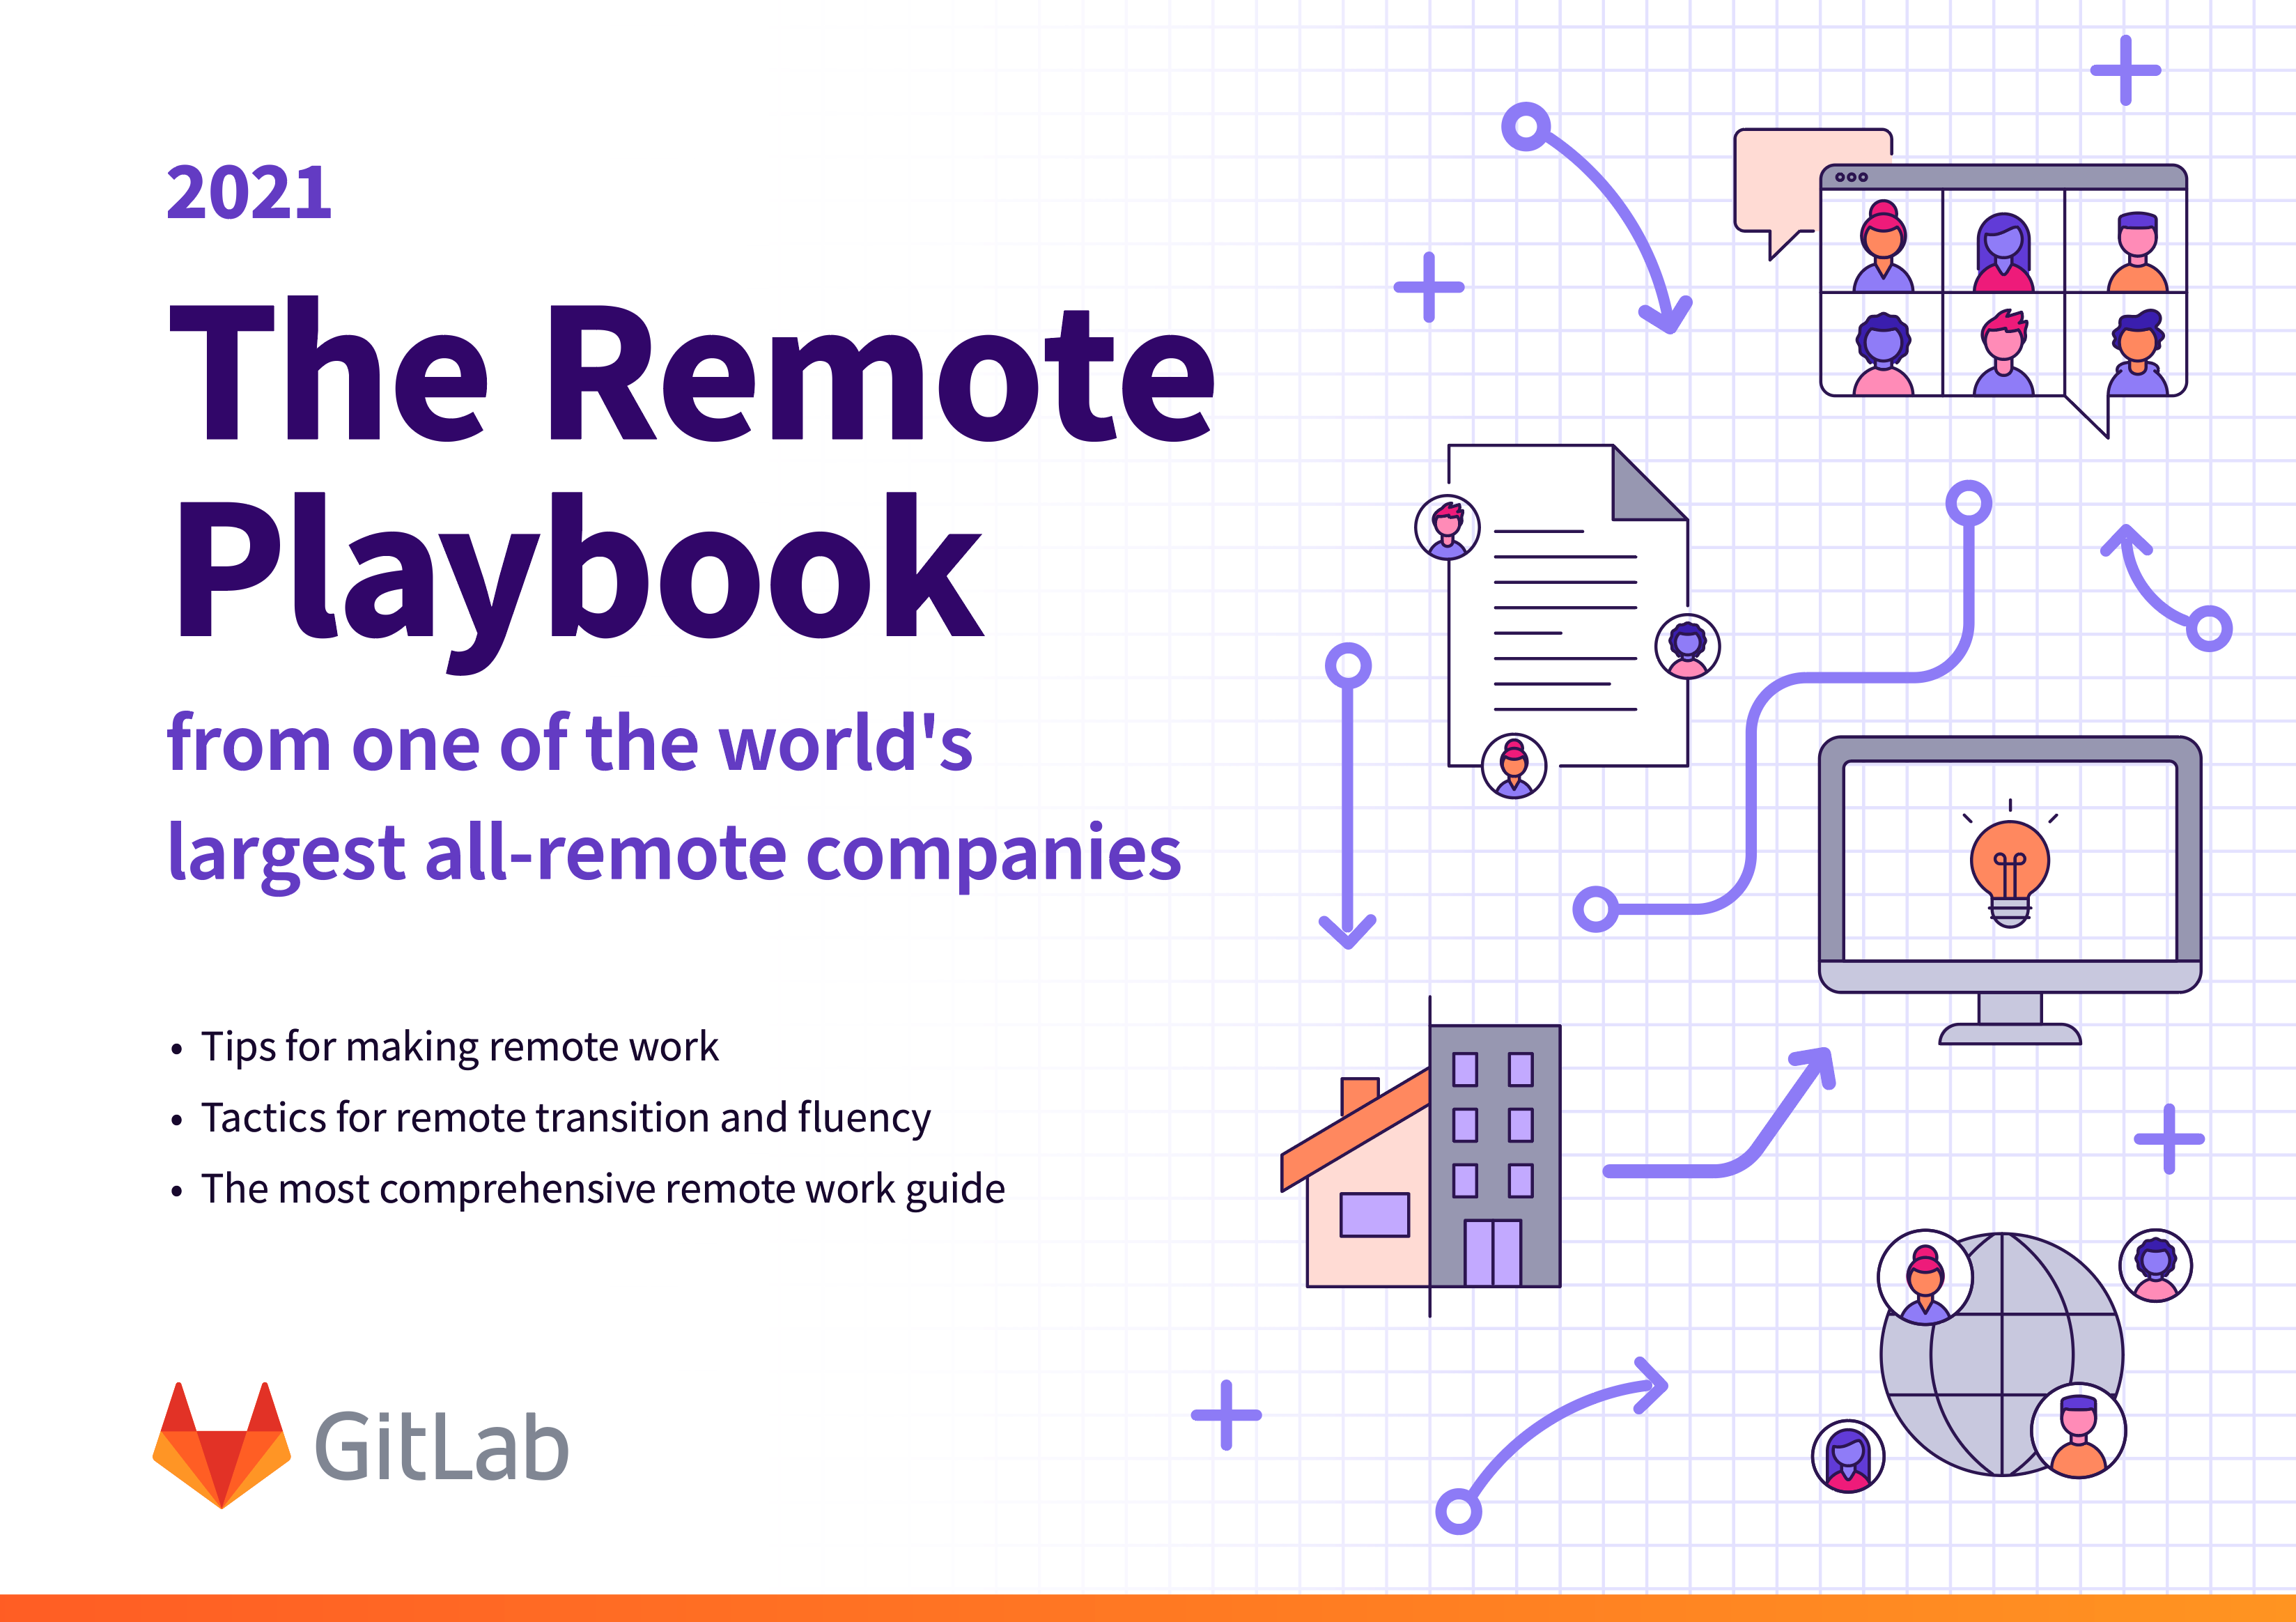 2021
The Remote
Playbook
from one of the world's
largest all-remote companies
• Tips for making remote work
• Tactics for remote transition and fluency
• The most comprehensive remote work guide
GitLab